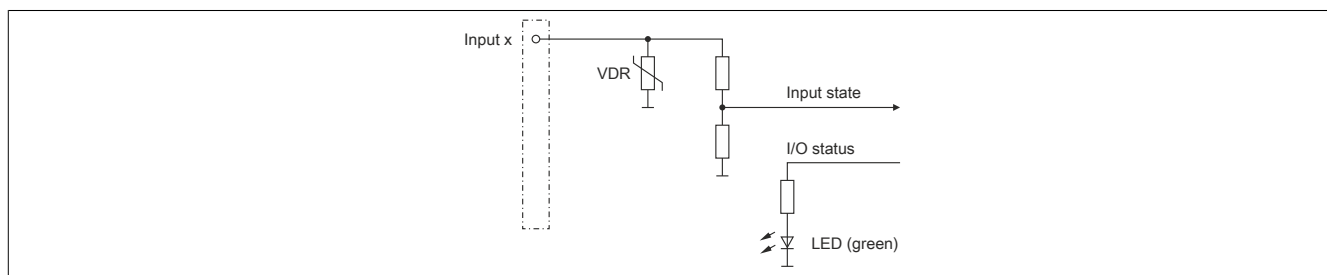 Input x
VDR
Input state
I/O status
LED (green)